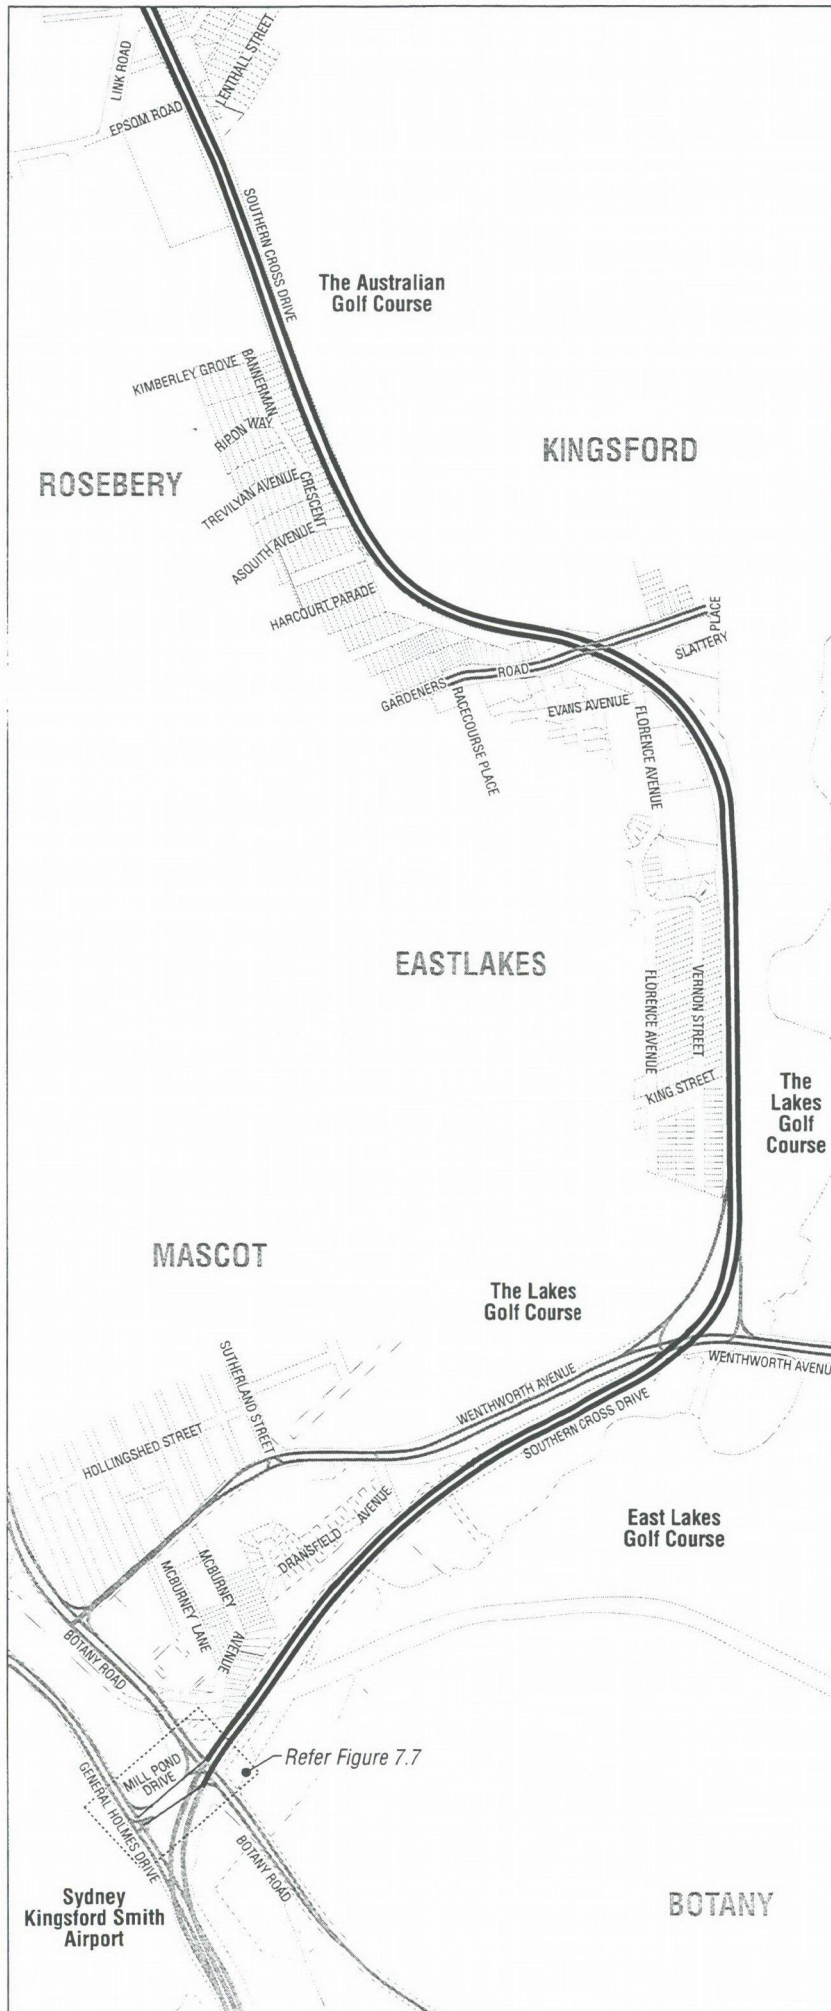 LINK ROAD
LENTHALL STREET
EPSOM ROAD
SOUTHERN CROSS DRIVE
The Australian
Golf Course
KIMBERLEY GROVE
BANNERMAN
CRESCENT
RIPON WAY
KINGSFORD
ROSEBERY
TREVILYAN AVENUE
ASQUITH AVENUE
HARCOURT PARADE
PLACE
SLATTERY
GARDENERS
ROAD
RACECOURSE PLACE
EVANS AVENUE
FLORENCE AVENUE
EASTLAKES
FLORENCE AVENUE
VERNON STREET
KING STREET
The
Lakes
Golf
Course
MASCOT
The Lakes
Golf Course
SUTHERLAND STREET
WENTHWORTH AVENUE
WENTHWORTH AVENU
SOUTHERN CROSS DRIVE
HOLLINGSHED STREET
DRANSFIELD
AVENUE
East Lakes
Golf Course
MCBURNEY
AVENUE
MCBURNEY LANE
BOTANY ROAD
Refer Figure 7.7
MILL POND
DRIVE
GENERAL HOLMES DRIVE
BOTANY ROAD
Sydney
Kingsford Smith
Airport
BOTANY